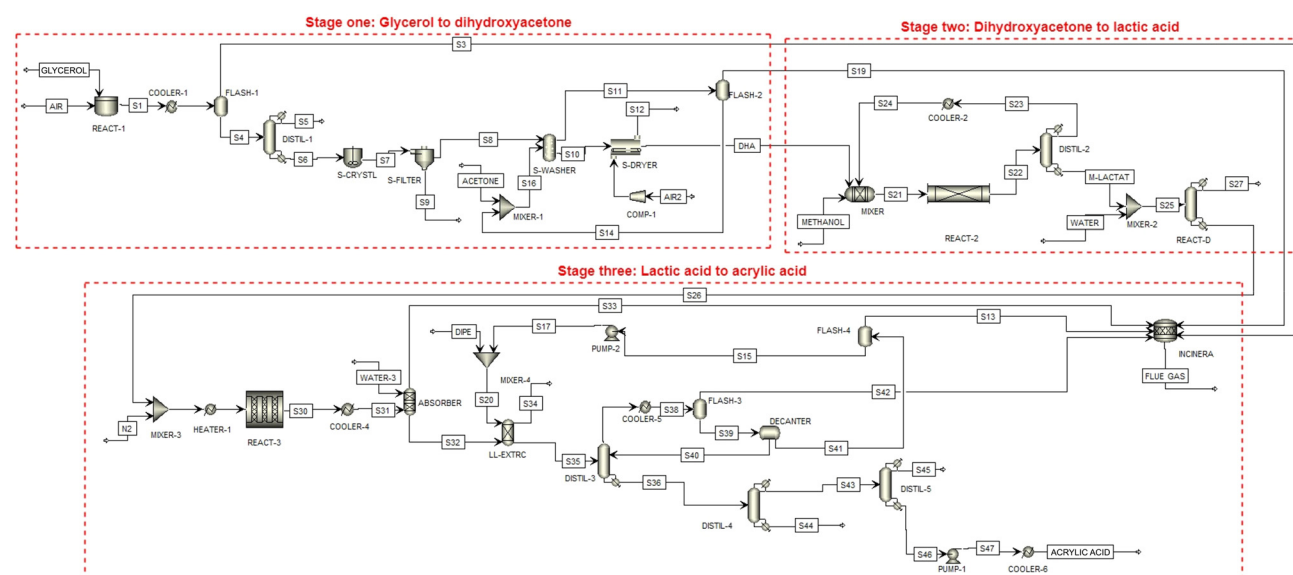 Stage one: Glycerol to dihydroxyacetone
Stage two: Dihydroxyacetone to lactic acid
S3
GLYCEROL
COOLER-1
FLASH-1
AIR
S1
REACT-1
S4
DISTIL-1
S5
S6
S-CRYSTL
S7
S-FILTER
S8
S9
ACETONE
S16
MIXER-1
S14
S11
S-WASHER
S10
S12
S-DRYER
COMP-1
AIR2
FLASH-2
S19
DHA
S24
COOLER-2
S23
DISTIL-2
METHANOL
MIXER
S21
REACT-2
S22
M-LACTAT
WATER
MIXER-2
S25
S27
REACT-D
Stage three: Lactic acid to acrylic acid
S26
S33
DIPE
S17
PUMP-2
S15
FLASH-4
S13
INCINERA
FLUE GAS
WATER-3
ABSORBER
MIXER-4
S20
S34
N2
MIXER-3
HEATER-1
REACT-3
S30
COOLER-4
S31
S32
LL-EXTRC
S35
DISTIL-3
COOLER-5
S38
FLASH-3
S42
S39
DECANTER
S40
S41
S36
DISTIL-4
S43
S44
S45
DISTIL-5
S46
PUMP-1
S47
COOLER-6
ACRYLIC ACID